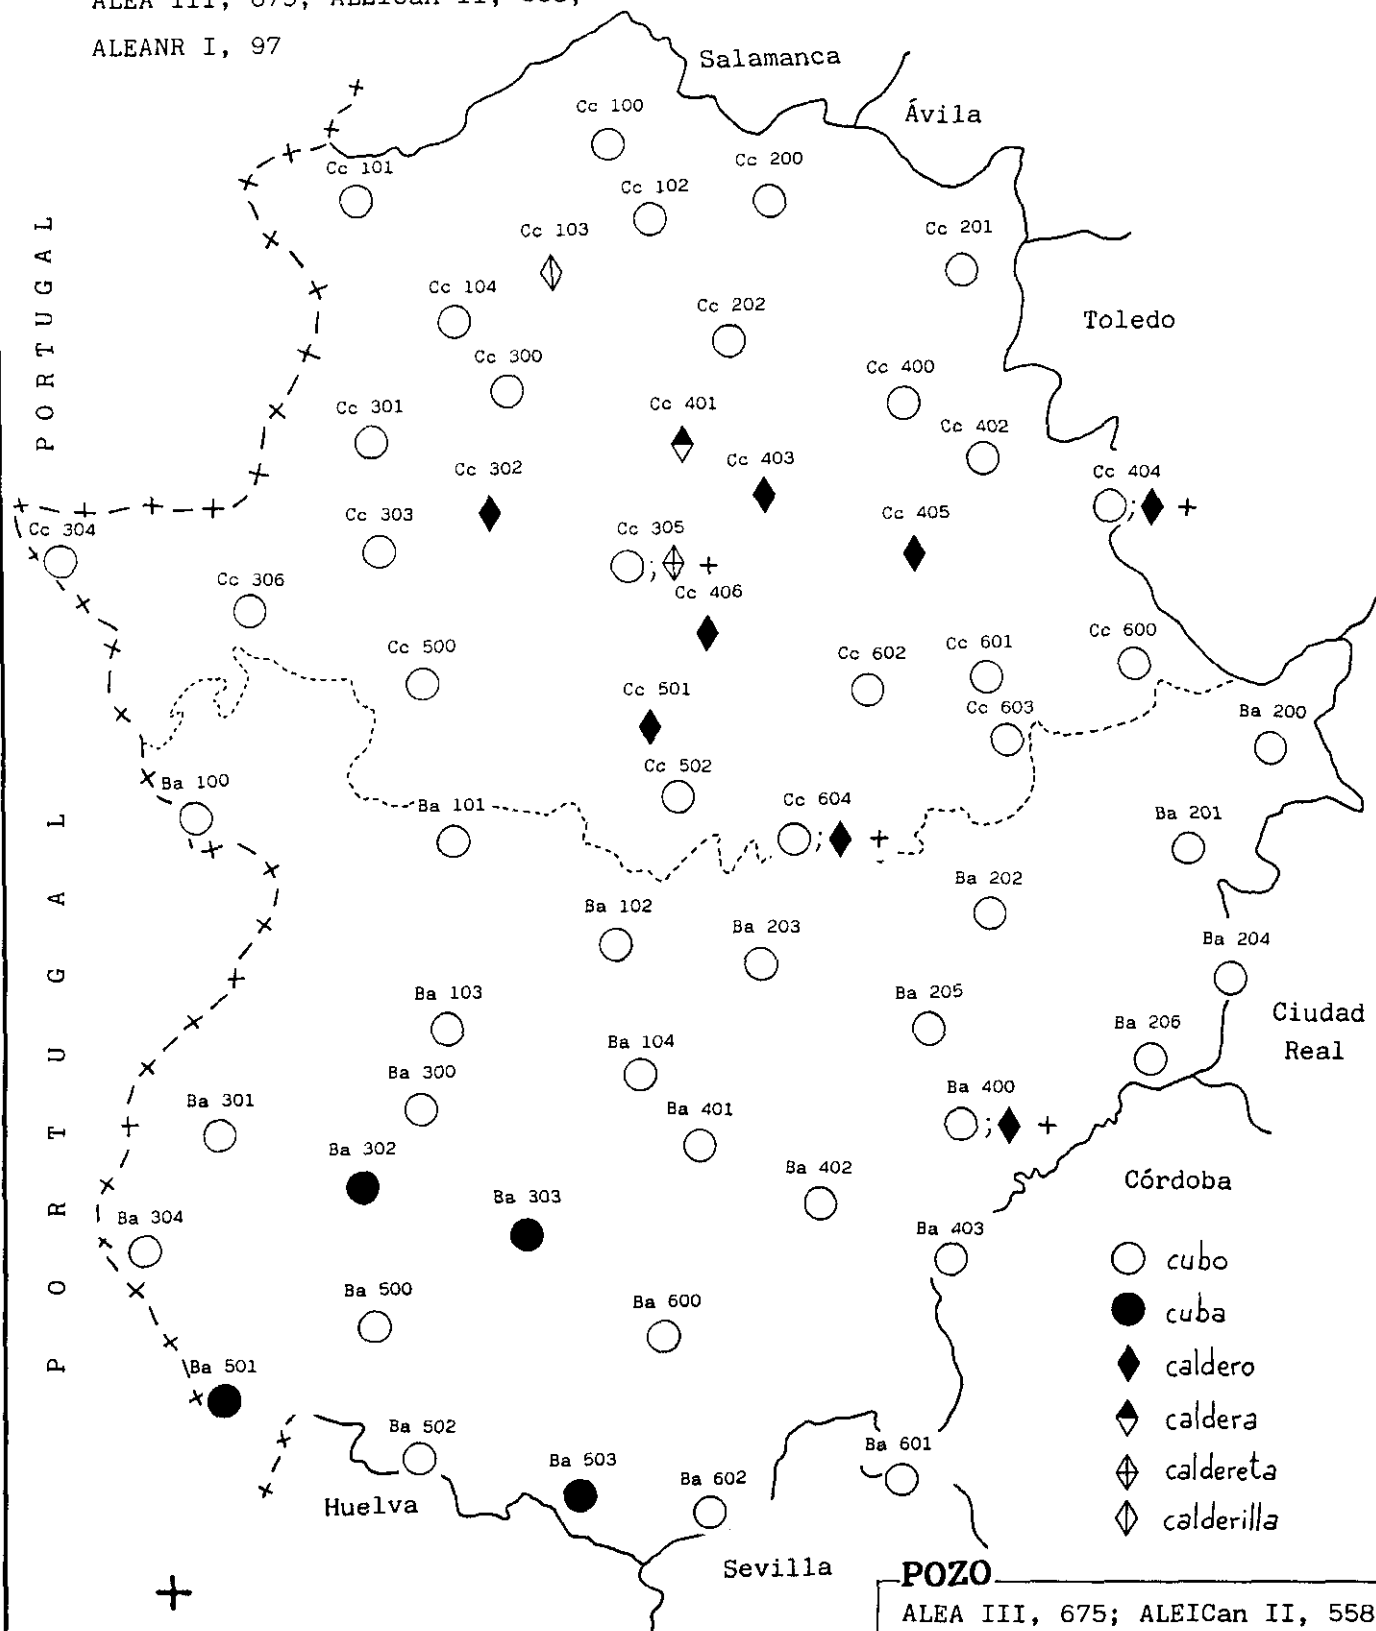 ALEANR I, 97
Salamanca
Ávila
Cc 100
Cc 101
Cc 200
Cc 102
Cc 201
Cc 103
Cc 104
Cc 202
Toledo
Cc 300
Cc 400
Cc 301
Cc 401
Cc 402
Cc 302
Cc 403
Cc 404
; +
PORTUGAL
Cc 303
Cc 405
Cc 304
Cc 305
; +
Cc 306
Cc 406
Cc 500
Cc 602
Cc 601
Cc 600
Cc 501
Cc 603
Ba 200
Cc 502
Ba 100
Ba 101
Cc 604
; +
Ba 201
Ba 202
Ba 102
Ba 203
Ba 204
Ba 103
Ba 205
Ciudad
Real
Ba 206
Ba 104
Ba 300
Ba 400
; +
Ba 301
Ba 401
Ba 302
Ba 402
Córdoba
Ba 303
Ba 304
Ba 403
PORTUGAL
cubo
cuba
caldero
caldera
caldereta
calderilla
Ba 500
Ba 600
Ba 501
Ba 502
Ba 601
Ba 503
Ba 602
Huelva
Sevilla
POZO
ALEA III, 675; ALEICan II, 558